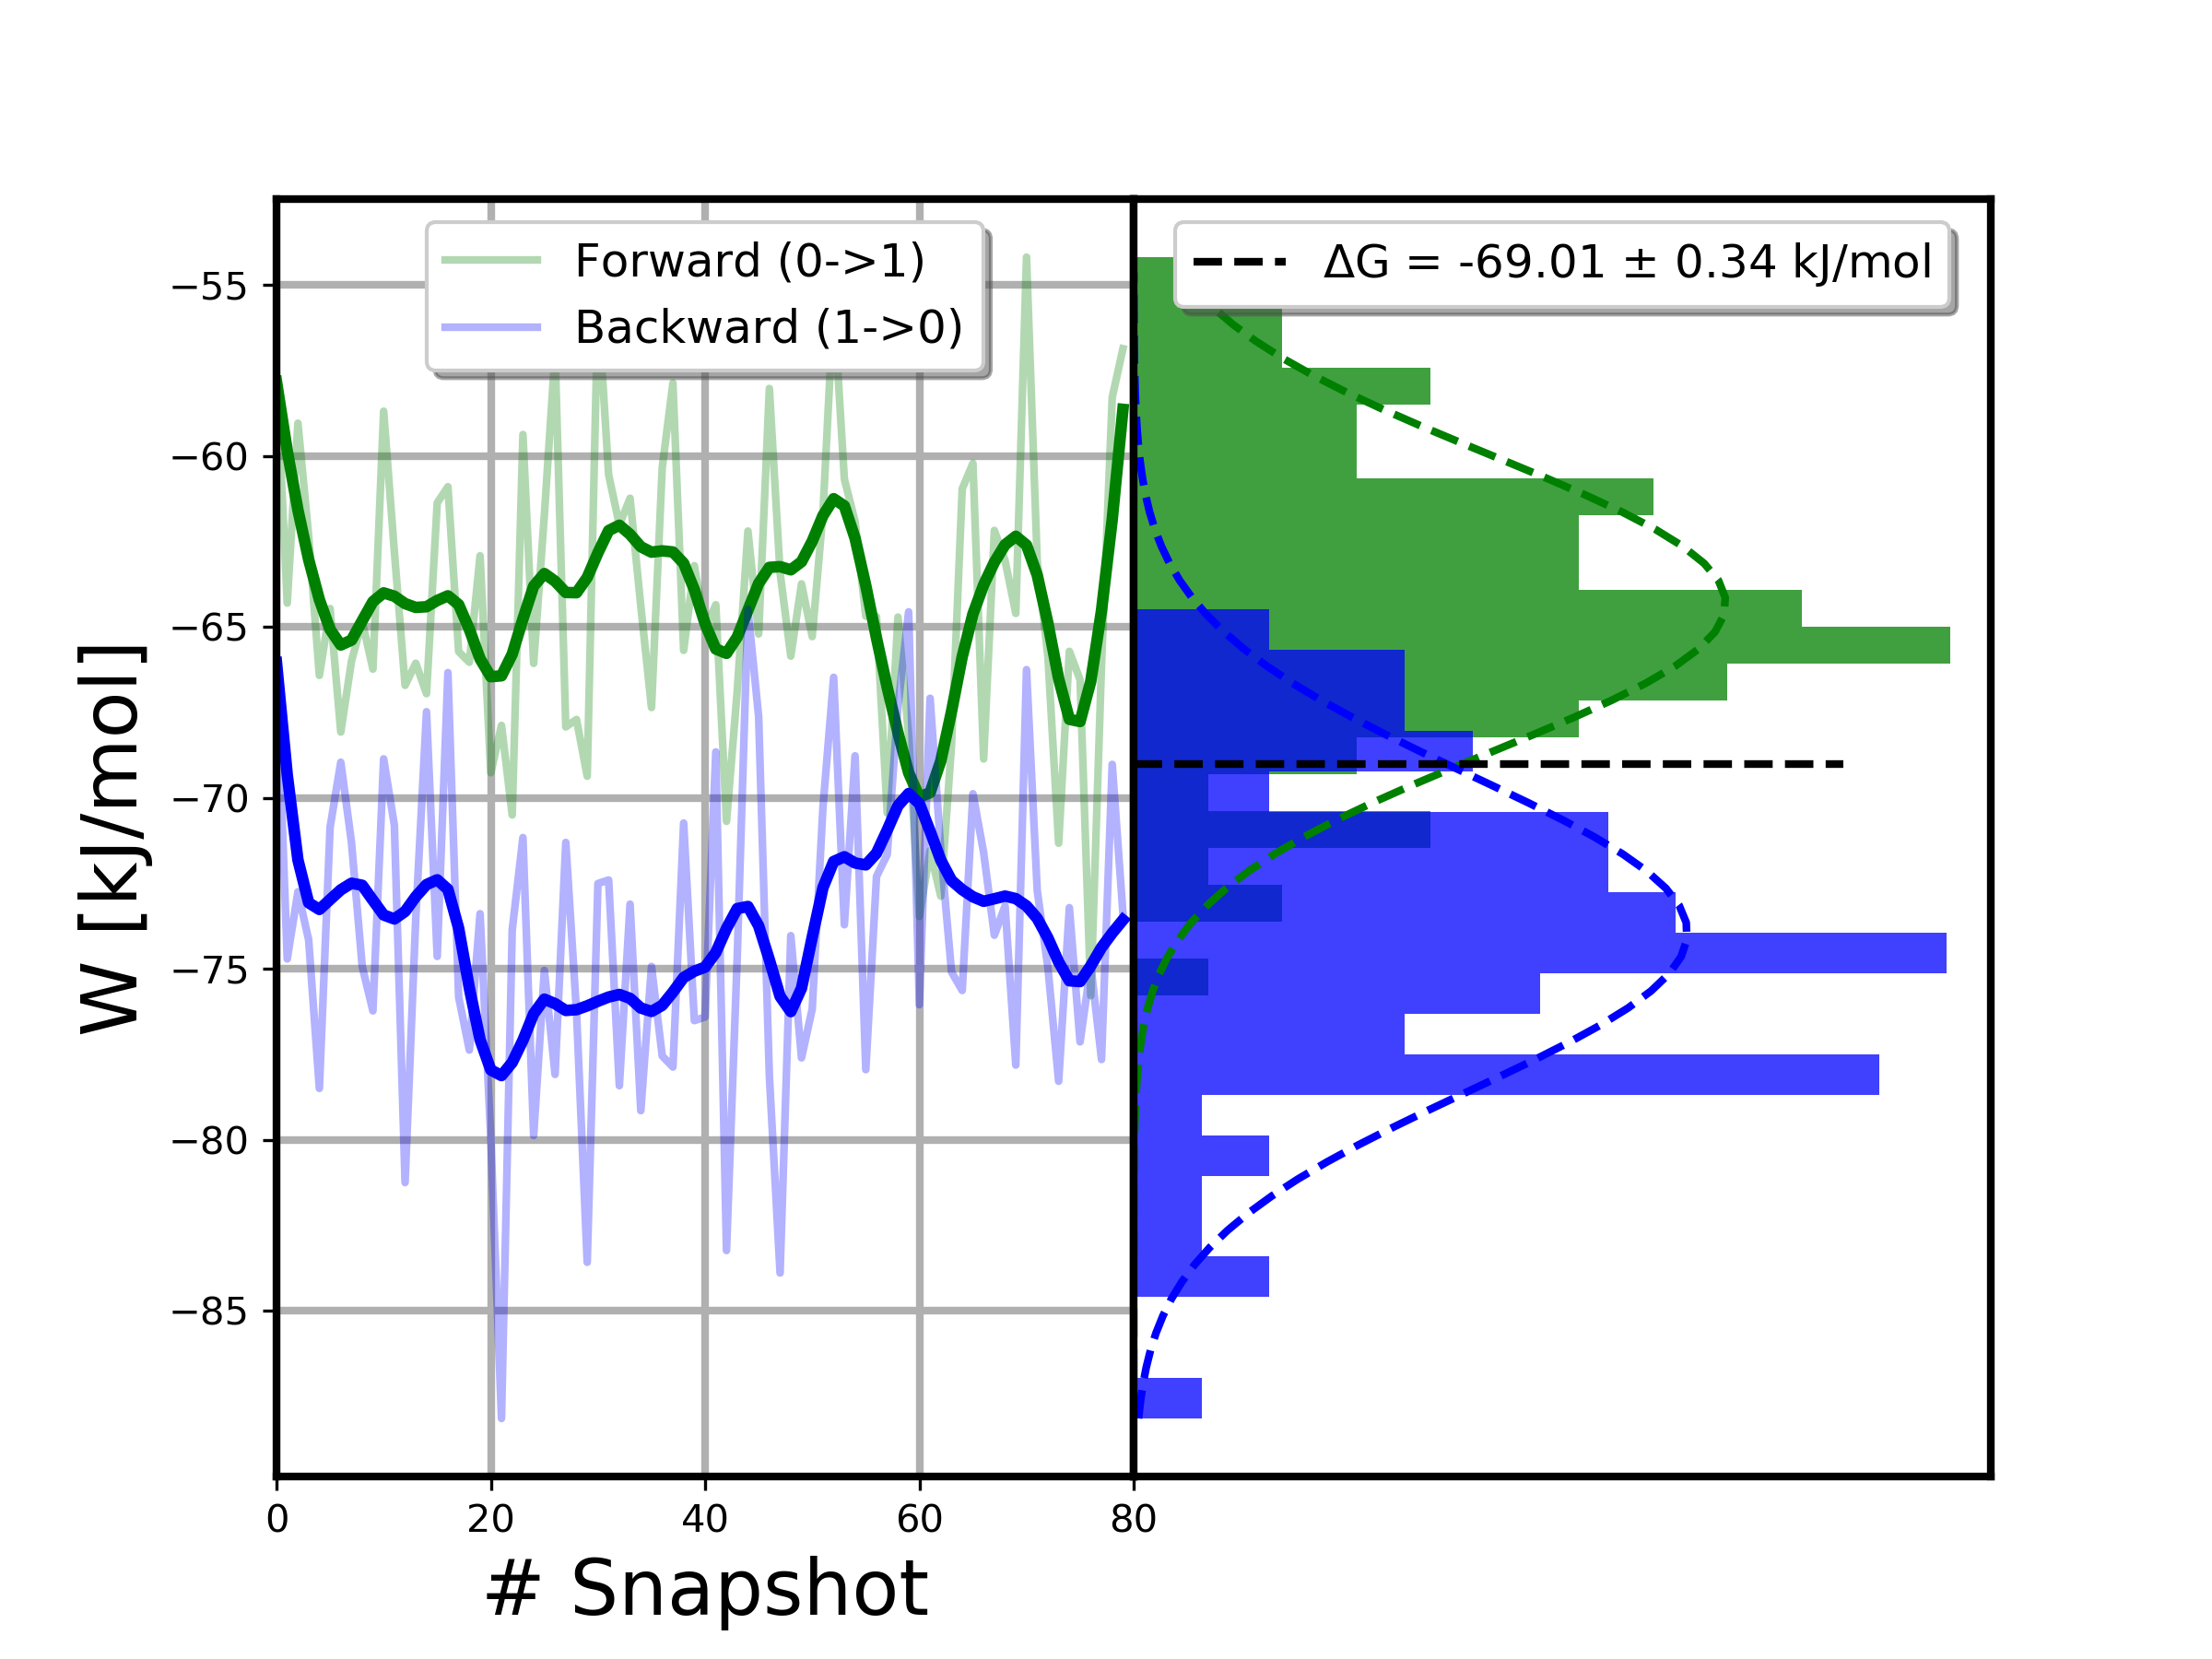 Forward (0->1)
Backward (1->0)
ΔG = -69.01 ± 0.34 kJ/mol
W [kJ/mol]
−55
−60
−65
−70
−75
−80
−85
0 20 40 60 80
# Snapshot